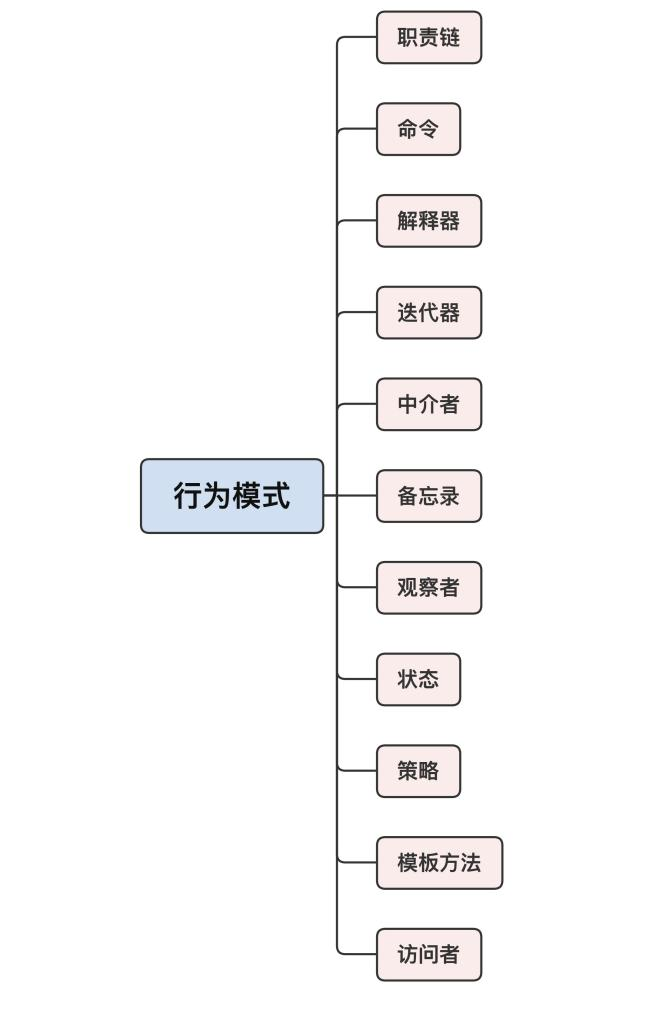 职责链
命令
解释器
迭代器
中介者
行为模式
备忘录
观察者
状态
策略
模板方法
访问者